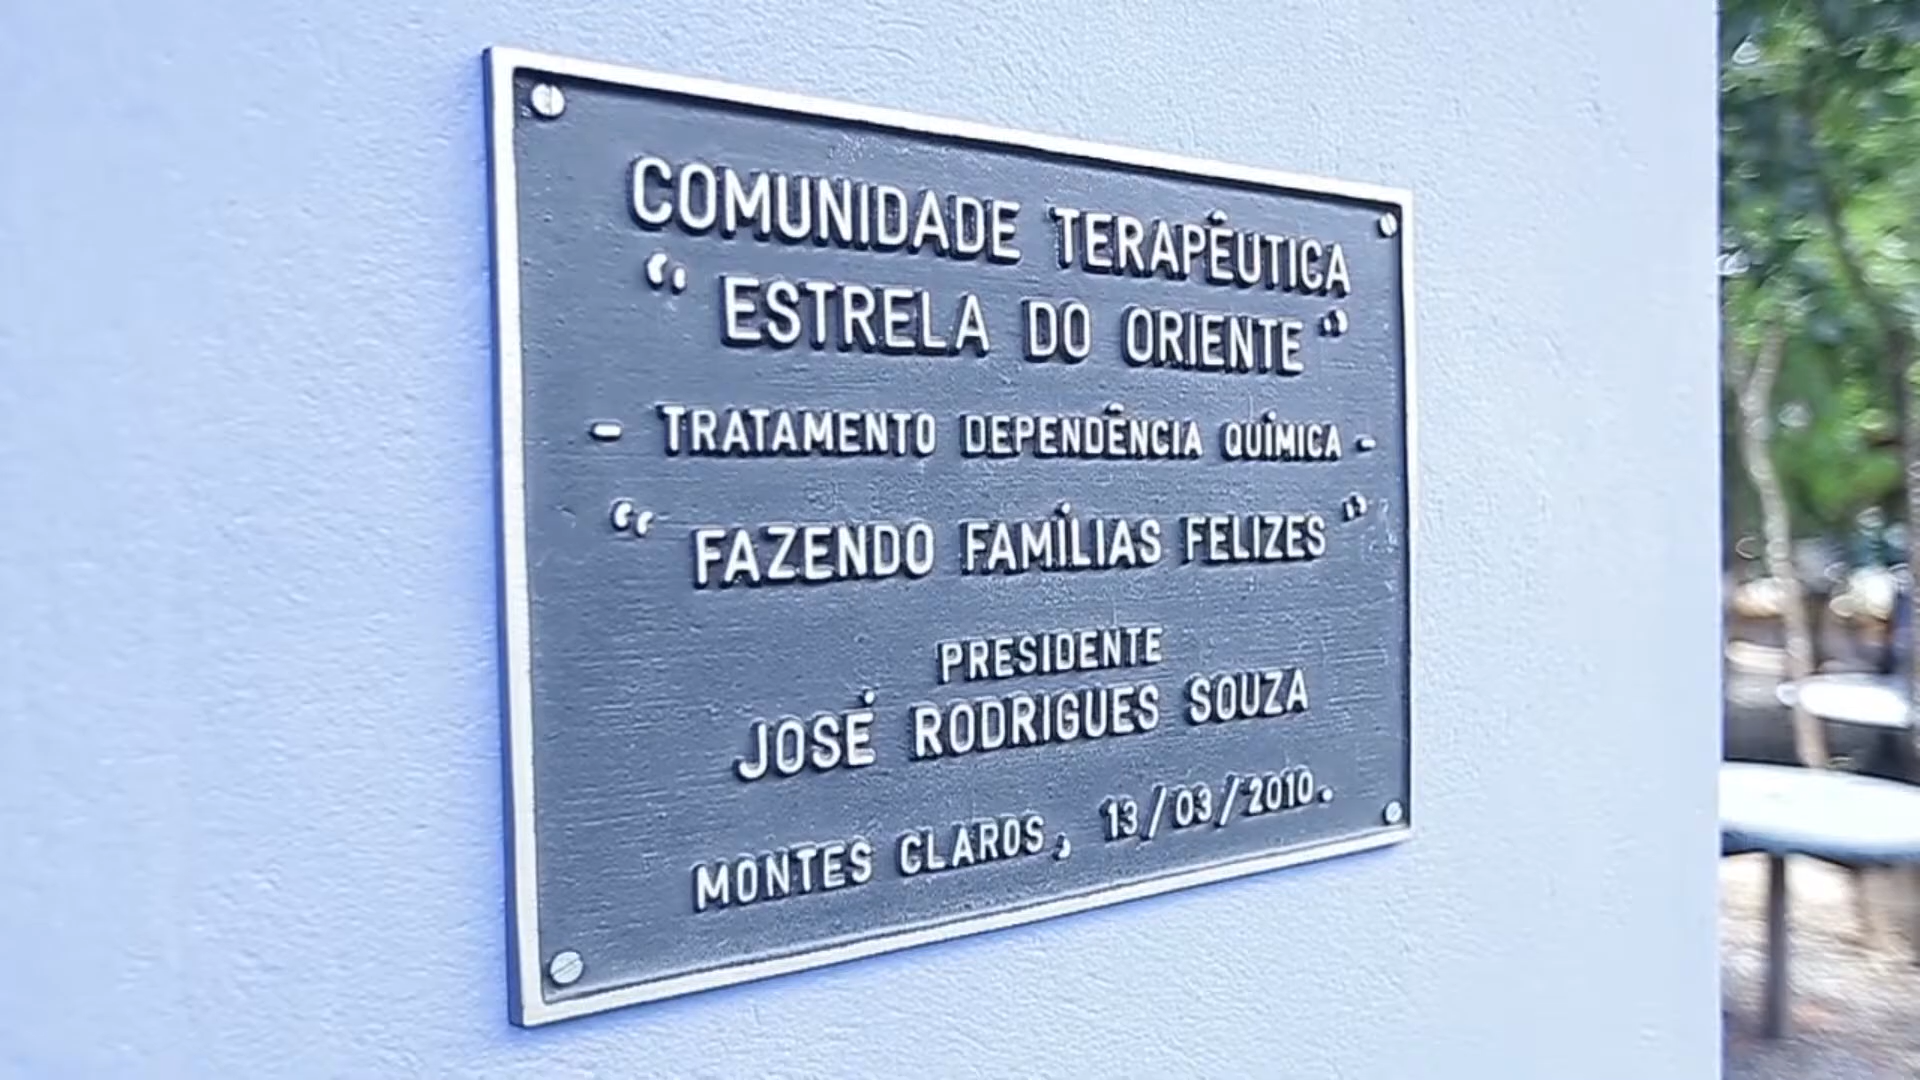 COMUNIDADE TERAPÊUTICA
“ ESTRELA DO ORIENTE ”
- TRATAMENTO DEPENDÊNCIA QUÍMICA -
“ FAZENDO FAMÍLIAS FELIZES ”
PRESIDENTE
JOSÉ RODRIGUES SOUZA
MONTES CLAROS, 13/03/2010.